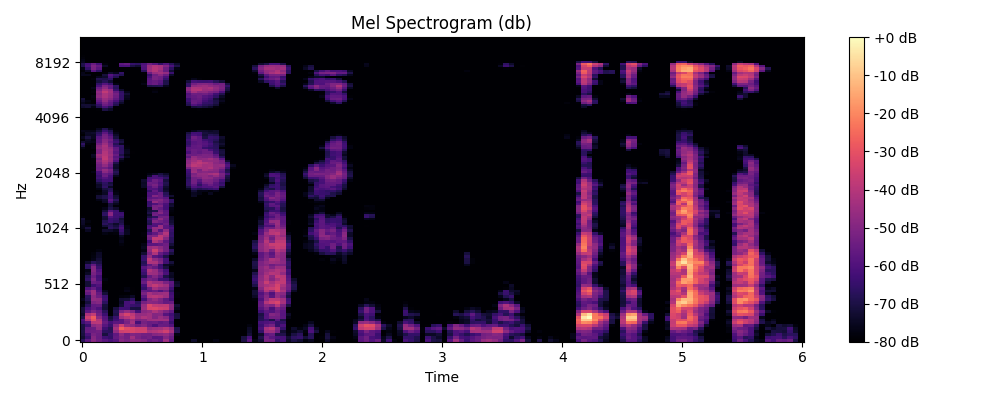 Mel Spectrogram (db)
Hz
8192
4096
2048
1024
512
0
0 1 2 3 4 5 6
Time
+0 dB
-10 dB
-20 dB
-30 dB
-40 dB
-50 dB
-60 dB
-70 dB
-80 dB